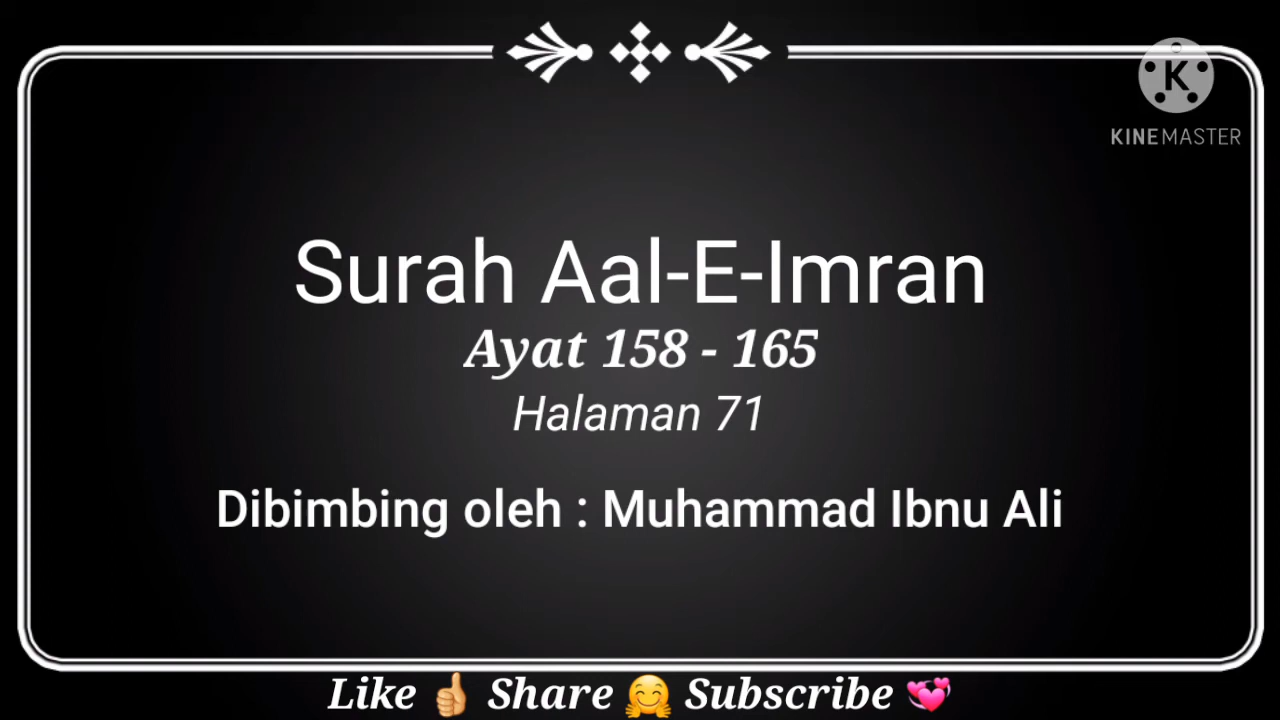 KINEMASTER
Surah Aal-E-Imran
Ayat 158 - 165
Halaman 71
Dibimbing oleh : Muhammad Ibnu Ali
Like 👍 Share 🤗 Subscribe 💞